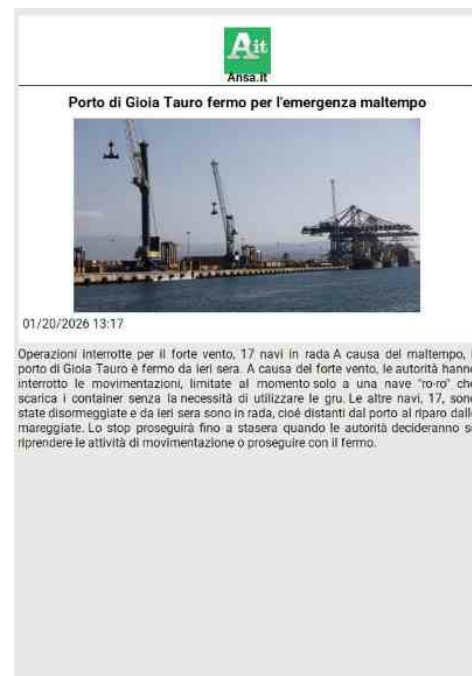 Ait
Ansa.it
Porto di Gioia Tauro fermo per l'emergenza maltempo
01/20/2026 13:17
Operazioni interrotte per il forte vento, 17 navi in rada A causa del maltempo,
porto di Gioia Tauro è fermo da ieri sera. A causa del forte vento, le autorità hanno
interrotto le movimentazioni, limitate al momento solo a una nave "ro-ro" che
scarica i container senza la necessità di utilizzare le gru. Le altre navi, 17, sono
state disormeggiate e da ieri sera sono in rada, cioé distanti dal porto al riparo dalle
mareggiate. Lo stop proseguirà fino a stasera quando le autorità decideranno se
riprendere le attività di movimentazione o proseguire con il fermo.